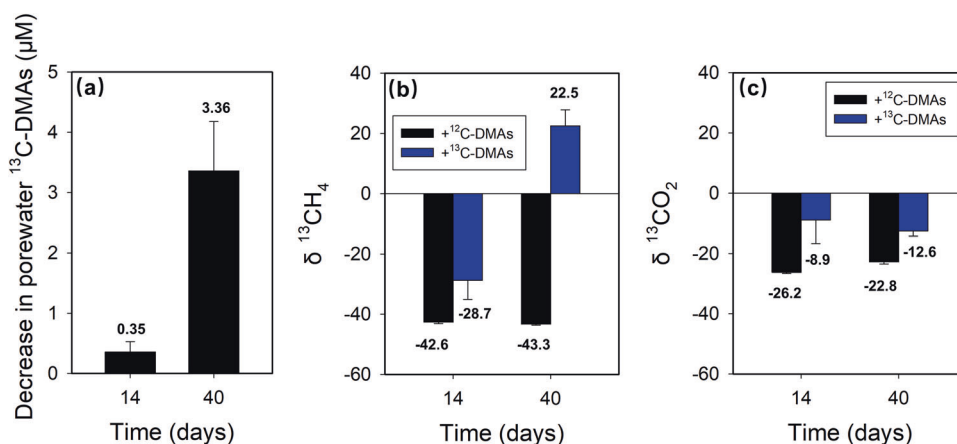 Decrease in porewater ¹³C-DMAs (µM)
(a)
5
4
3
2
1
0
0.35
3.36
14
40
Time (days)
δ ¹³CH₄
(b)
40
20
0
-20
-40
-60
+¹²C-DMAs
+¹³C-DMAs
22.5
-28.7
-42.6
-43.3
14
40
Time (days)
δ ¹³CO₂
(c)
40
20
0
-20
-40
-60
+¹²C-DMAs
+¹³C-DMAs
-8.9
-12.6
-26.2
-22.8
14
40
Time (days)